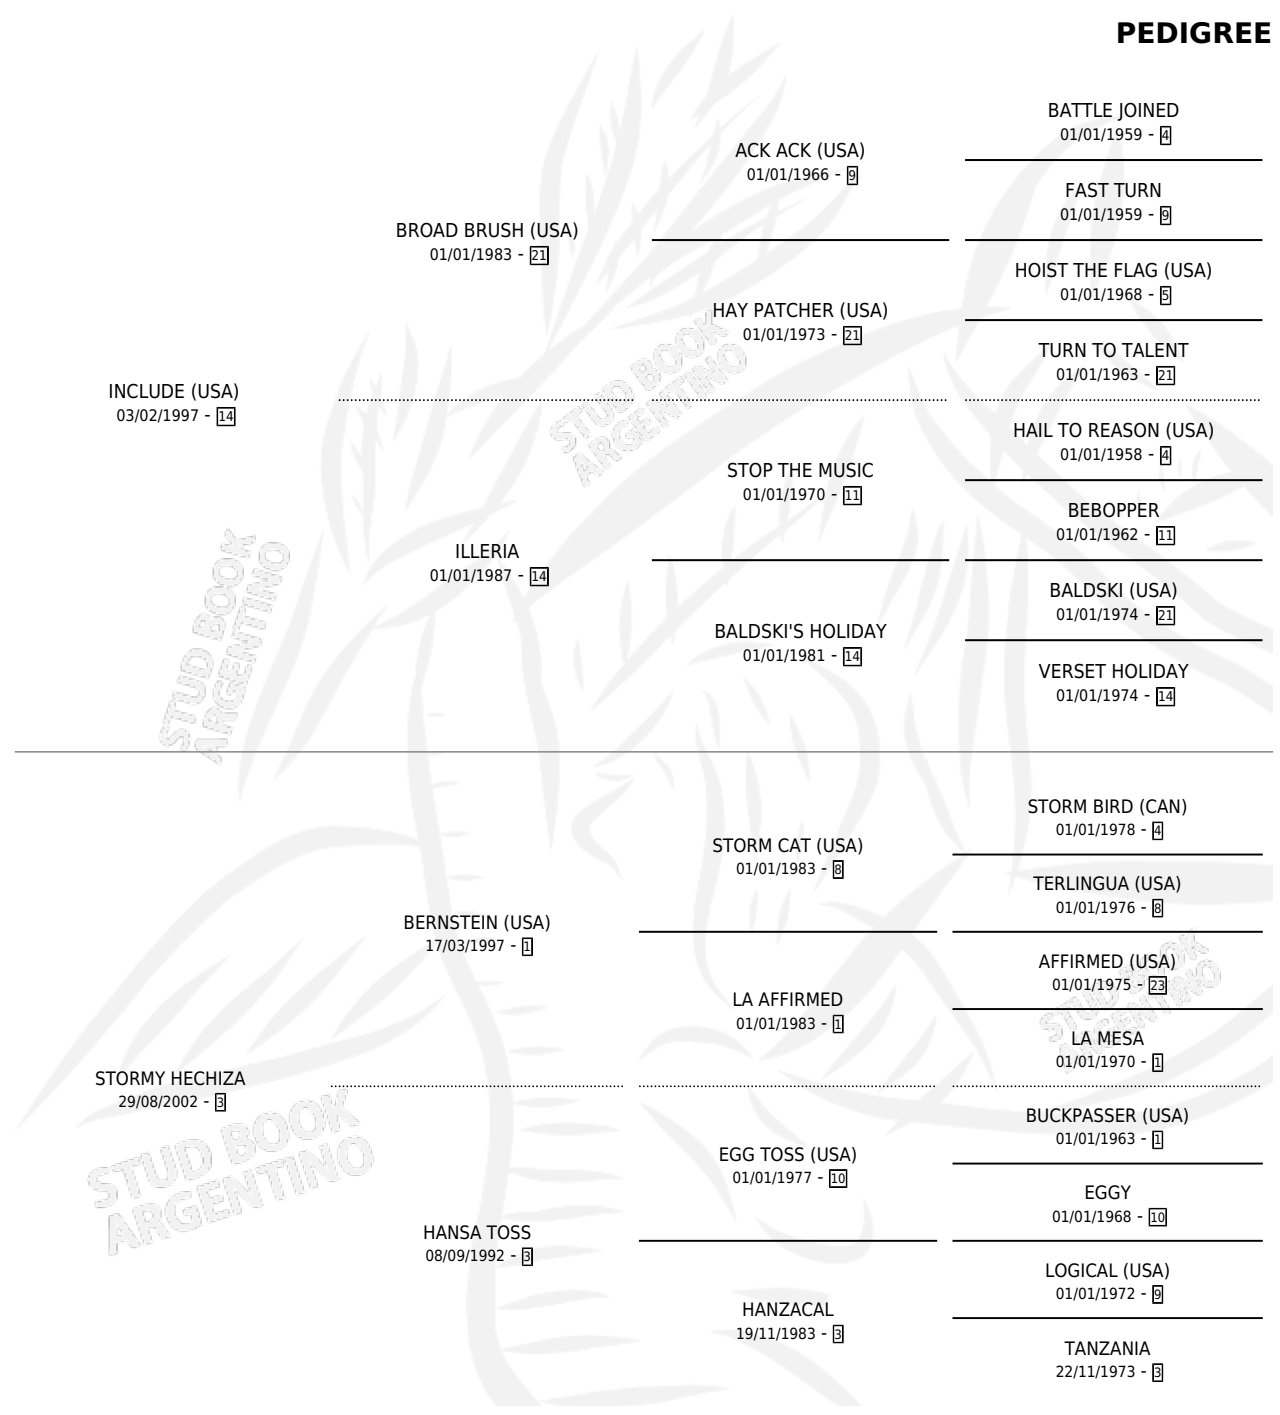 PEDIGREE
BATTLE JOINED
01/01/1959 - 4
ACK ACK (USA)
01/01/1966 - 9
FAST TURN
01/01/1959 - 9
BROAD BRUSH (USA)
01/01/1983 - 21
HOIST THE FLAG (USA)
01/01/1968 - 5
HAY PATCHER (USA)
01/01/1973 - 21
TURN TO TALENT
01/01/1963 - 21
INCLUDE (USA)
03/02/1997 - 14
HAIL TO REASON (USA)
01/01/1958 - 4
STOP THE MUSIC
01/01/1970 - 11
BEBOPPER
01/01/1962 - 11
ILLERIA
01/01/1987 - 14
BALDSKI (USA)
01/01/1974 - 21
BALDSKI'S HOLIDAY
01/01/1981 - 14
VERSET HOLIDAY
01/01/1974 - 14
STUD BOOK
ARGENTINO
STUD BOOK
ARGENTINO
STORM BIRD (CAN)
01/01/1978 - 4
STORM CAT (USA)
01/01/1983 - 8
TERLINGUA (USA)
01/01/1976 - 8
BERNSTEIN (USA)
17/03/1997 - 1
AFFIRMED (USA)
01/01/1975 - 23
LA AFFIRMED
01/01/1983 - 1
LA MESA
01/01/1970 - 1
STORMY HECHIZA
29/08/2002 - 3
BUCKPASSER (USA)
01/01/1963 - 1
EGG TOSS (USA)
01/01/1977 - 10
EGGY
01/01/1968 - 10
HANSA TOSS
08/09/1992 - 3
LOGICAL (USA)
01/01/1972 - 9
HANZACAL
19/11/1983 - 3
TANZANIA
22/11/1973 - 3
STUD BOOK
ARGENTINO
STUD BOOK
ARGENTINO